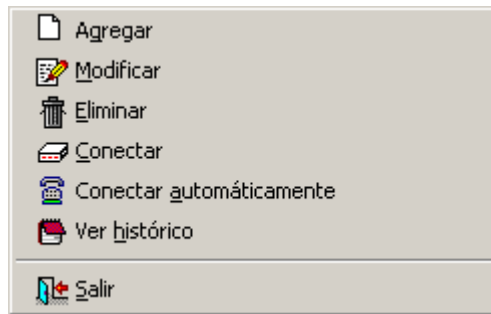 Agregar
Modificar
Eliminar
Conectar
Conectar automáticamente
Ver histórico
Salir